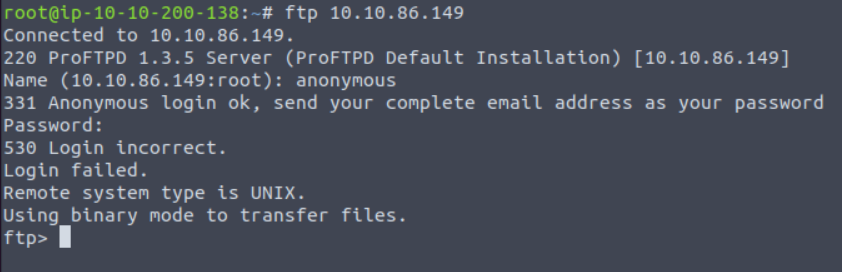 root@ip-10-10-200-138:~# ftp 10.10.86.149
Connected to 10.10.86.149.
220 ProFTPD 1.3.5 Server (ProFTPD Default Installation) [10.10.86.149]
Name (10.10.86.149:root): anonymous
331 Anonymous login ok, send your complete email address as your password
Password:
530 Login incorrect.
Login failed.
Remote system type is UNIX.
Using binary mode to transfer files.
ftp>